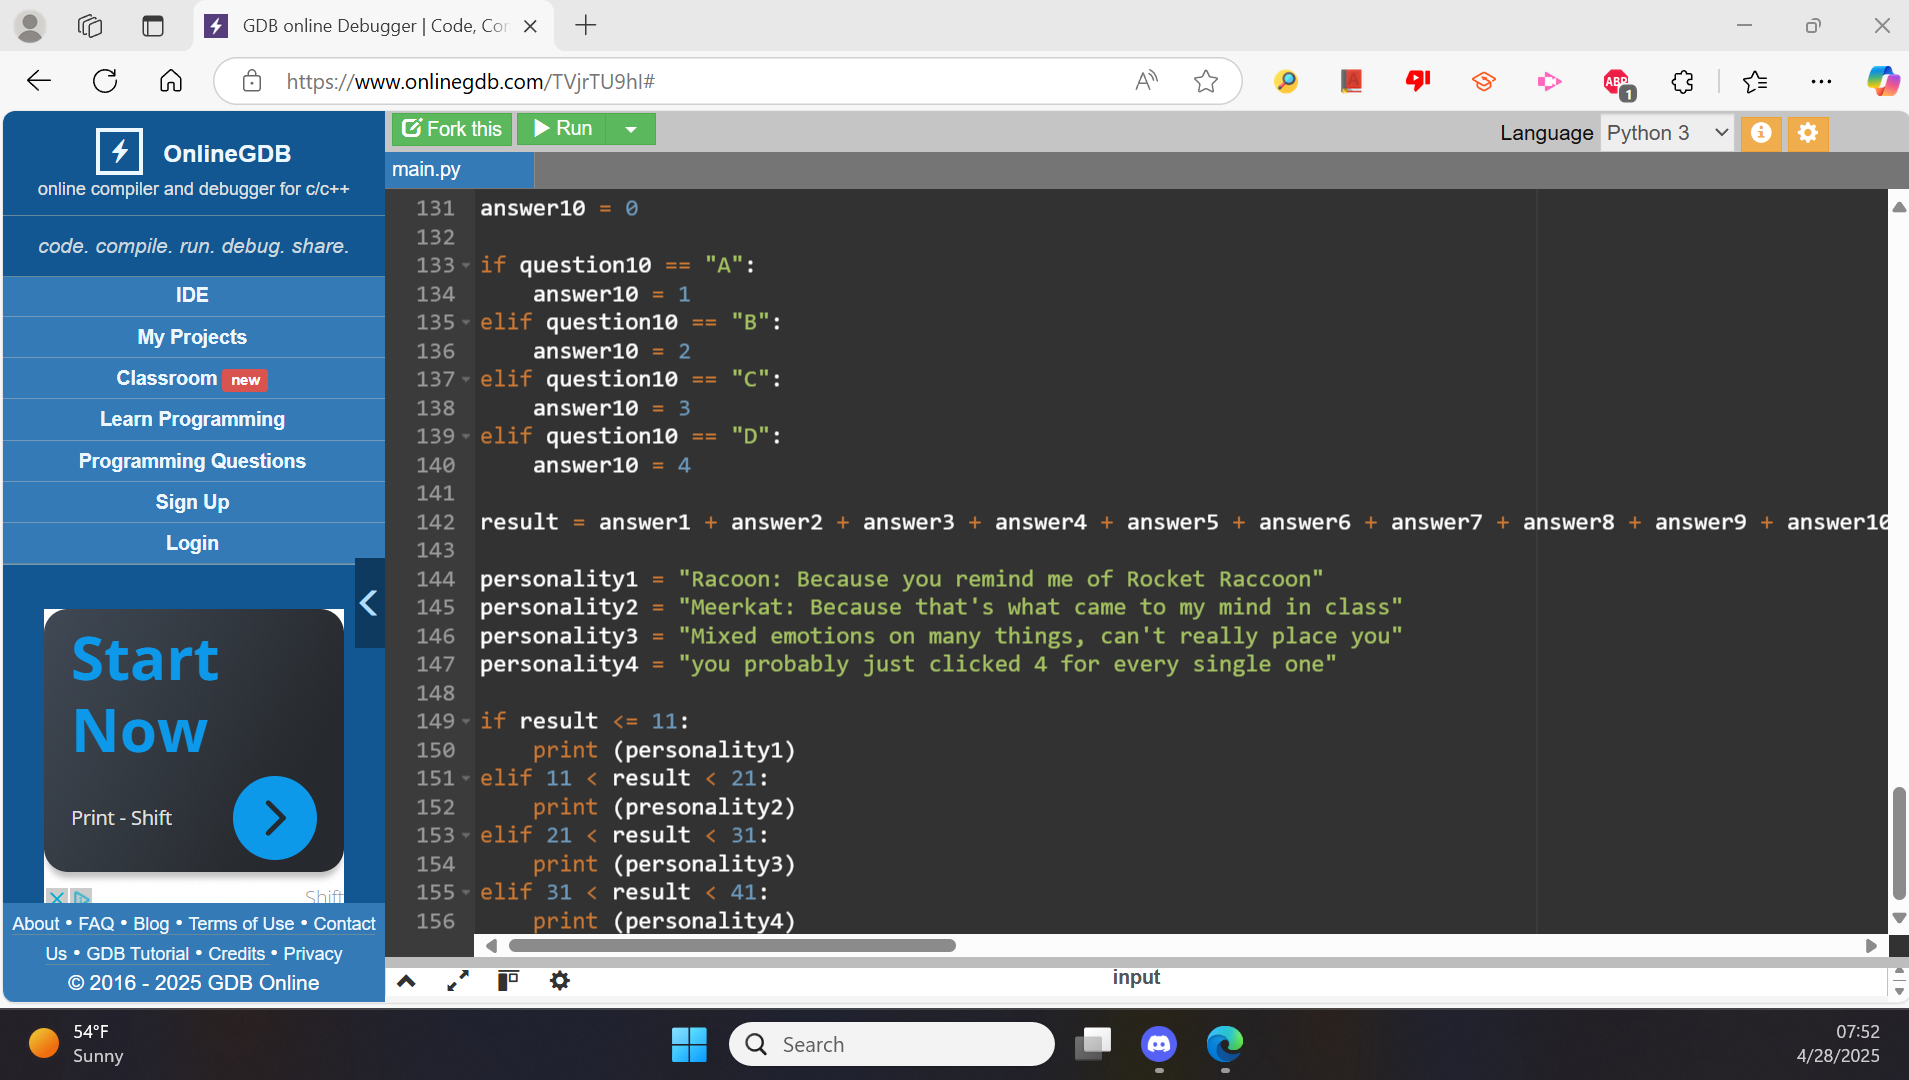 GDB online Debugger | Code, Cor
https://www.onlinegdb.com/TVjrTU9hI#
ABP
1
OnlineGDB
online compiler and debugger for c/c++
code. compile. run. debug. share.
IDE
My Projects
Classroom new
Learn Programming
Programming Questions
Sign Up
Login
Start
Now
Print - Shift
Shift
About • FAQ • Blog • Terms of Use • Contact
Us • GDB Tutorial • Credits • Privacy
© 2016 - 2025 GDB Online
Fork this
Run
Language Python 3
main.py
131 answer10 = 0
132
133 if question10 == "A":
134     answer10 = 1
135 elif question10 == "B":
136     answer10 = 2
137 elif question10 == "C":
138     answer10 = 3
139 elif question10 == "D":
140     answer10 = 4
141
142 result = answer1 + answer2 + answer3 + answer4 + answer5 + answer6 + answer7 + answer8 + answer9 + answer10
143
144 personality1 = "Racoon: Because you remind me of Rocket Raccoon"
145 personality2 = "Meerkat: Because that's what came to my mind in class"
146 personality3 = "Mixed emotions on many things, can't really place you"
147 personality4 = "you probably just clicked 4 for every single one"
148
149 if result <= 11:
150     print (personality1)
151 elif 11 < result < 21:
152     print (presonality2)
153 elif 21 < result < 31:
154     print (personality3)
155 elif 31 < result < 41:
156     print (personality4)
input
54°F
Sunny
Search
07:52
4/28/2025